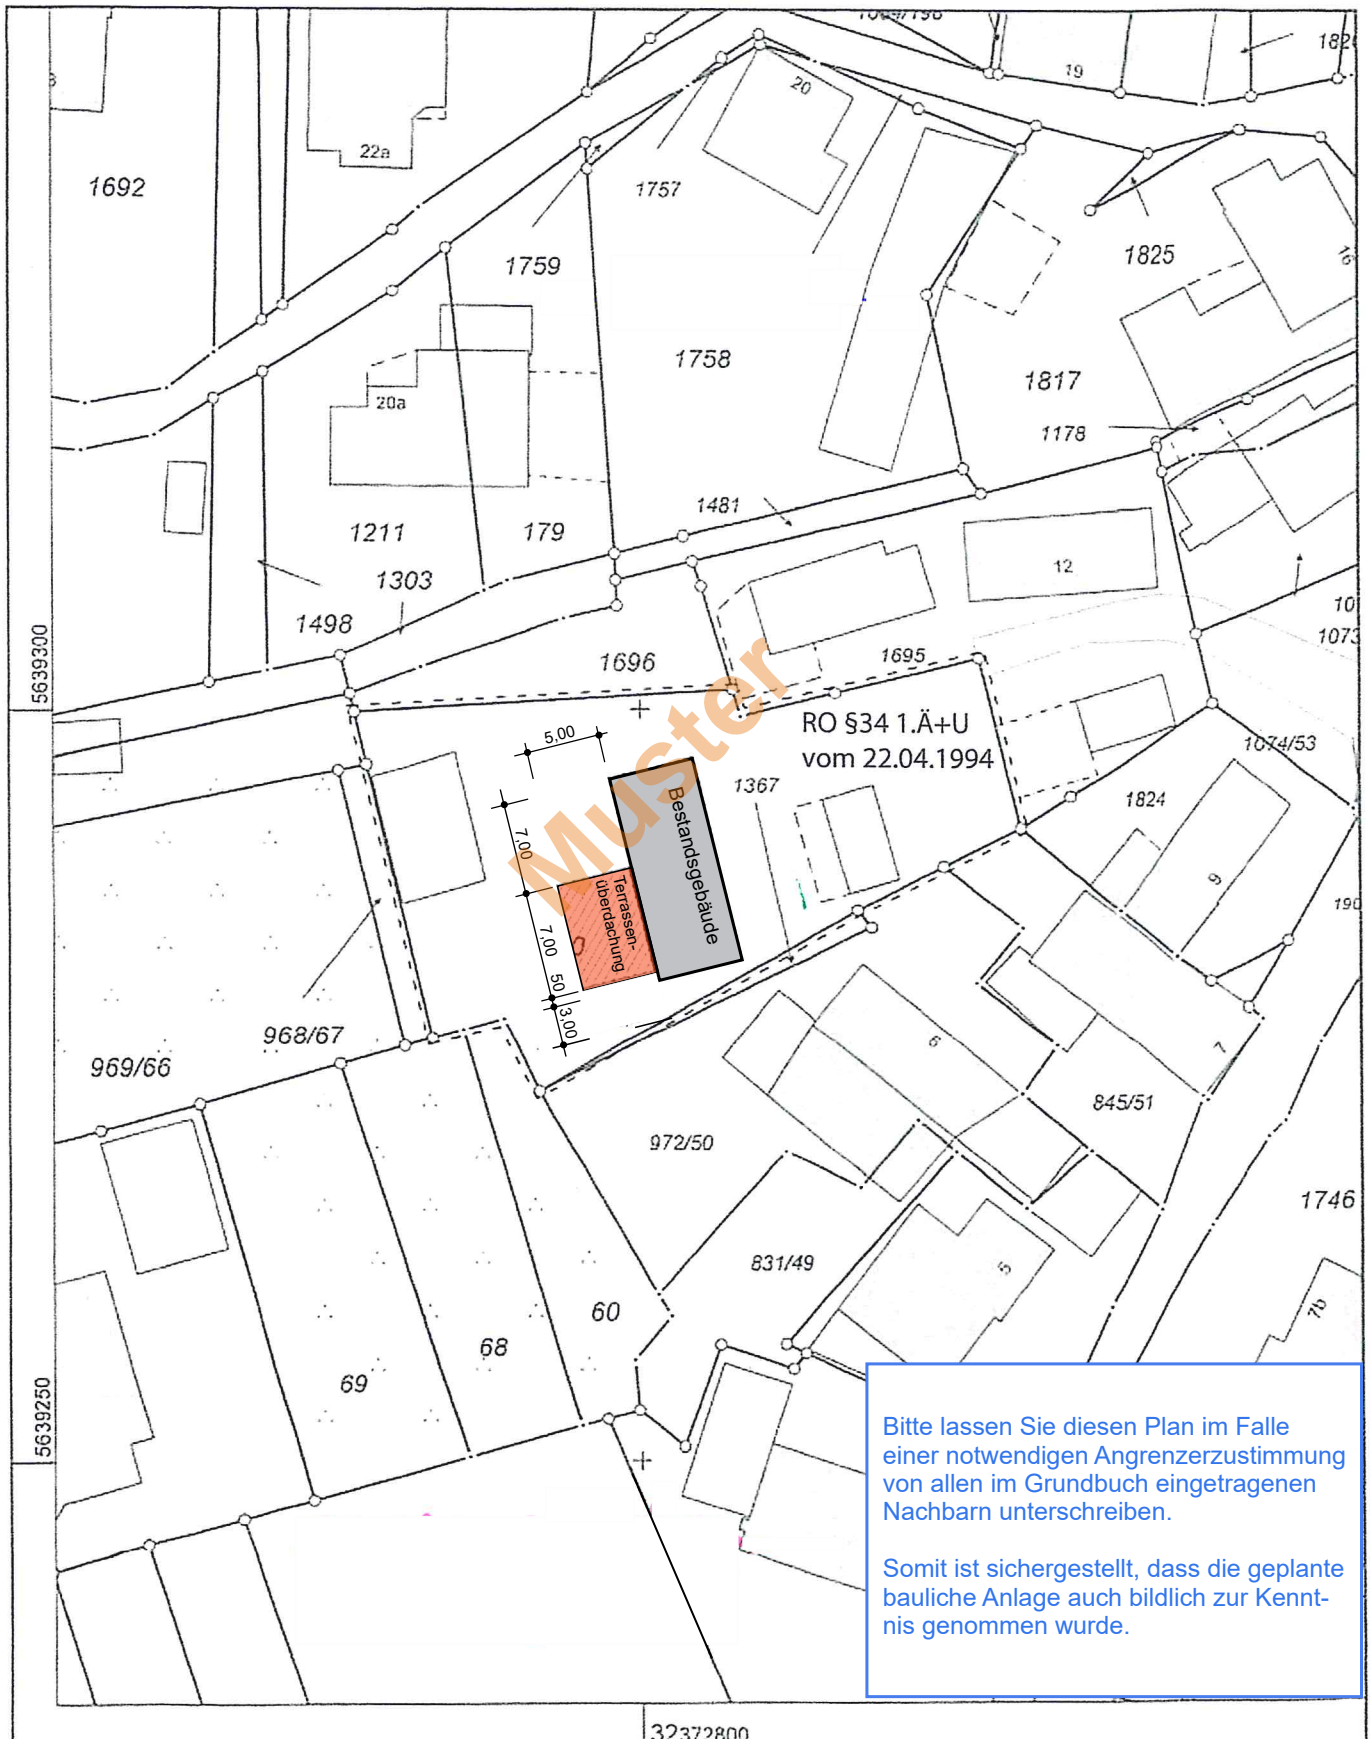 1692
22a
20
19
1757
1759
1825
1758
1817
1178
20a
1481
1211
179
12
1303
1498
1696
1695
1073
5639300
RO §34 1.Ä+U
vom 22.04.1994
5,00
1074/53
1367
1824
Bestandsgebäude
Muster
7,00
Terrassen-
überdachung
9
7,00
50
3,00
968/67
969/66
6
7
845/51
972/50
1746
831/49
5
60
7b
68
69
5639250
Bitte lassen Sie diesen Plan im Falle
einer notwendigen Angrenzerzustimmung
von allen im Grundbuch eingetragenen
Nachbarn unterschreiben.
Somit ist sichergestellt, dass die geplante
bauliche Anlage auch bildlich zur Kennt-
nis genommen wurde.
32372800